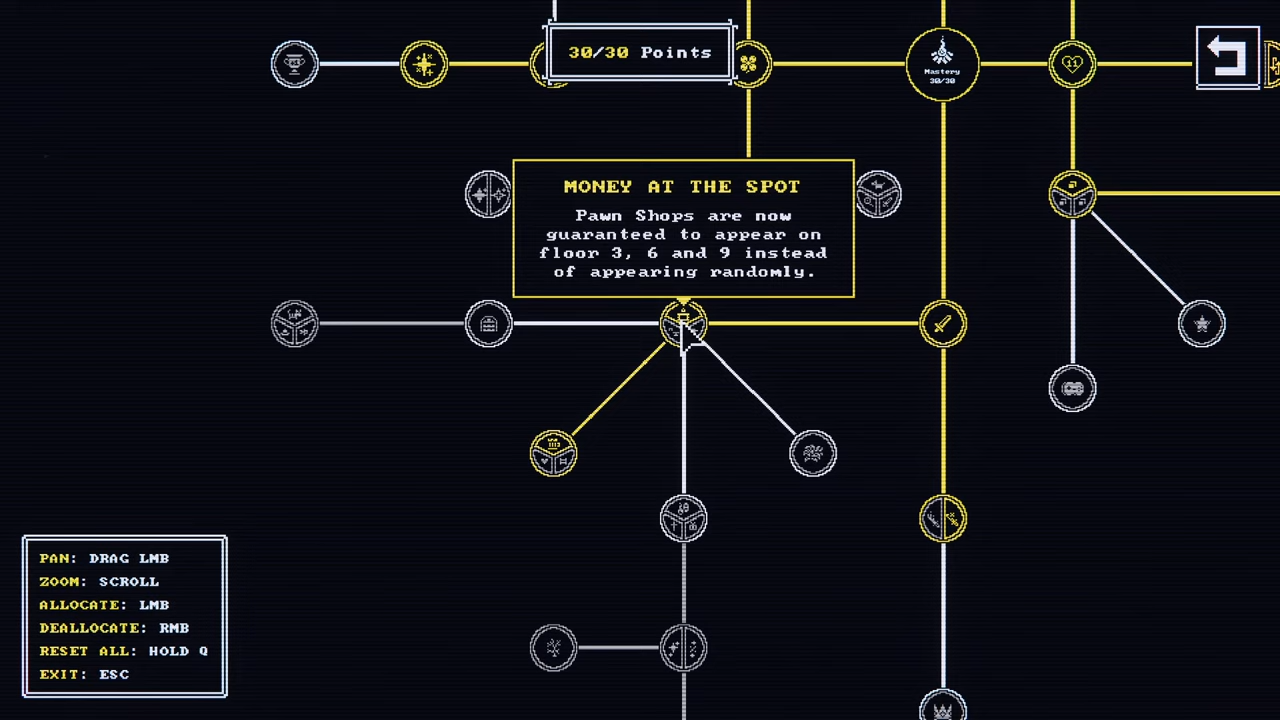 30/30 Points
Mastery
30/30
11
MONEY AT THE SPOT
Pawn Shops are now
guaranteed to appear on
floor 3, 6 and 9 instead
of appearing randomly.
PAN: DRAG LMB
ZOOM: SCROLL
ALLOCATE: LMB
DEALLOCATE: RMB
RESET ALL: HOLD Q
EXIT: ESC